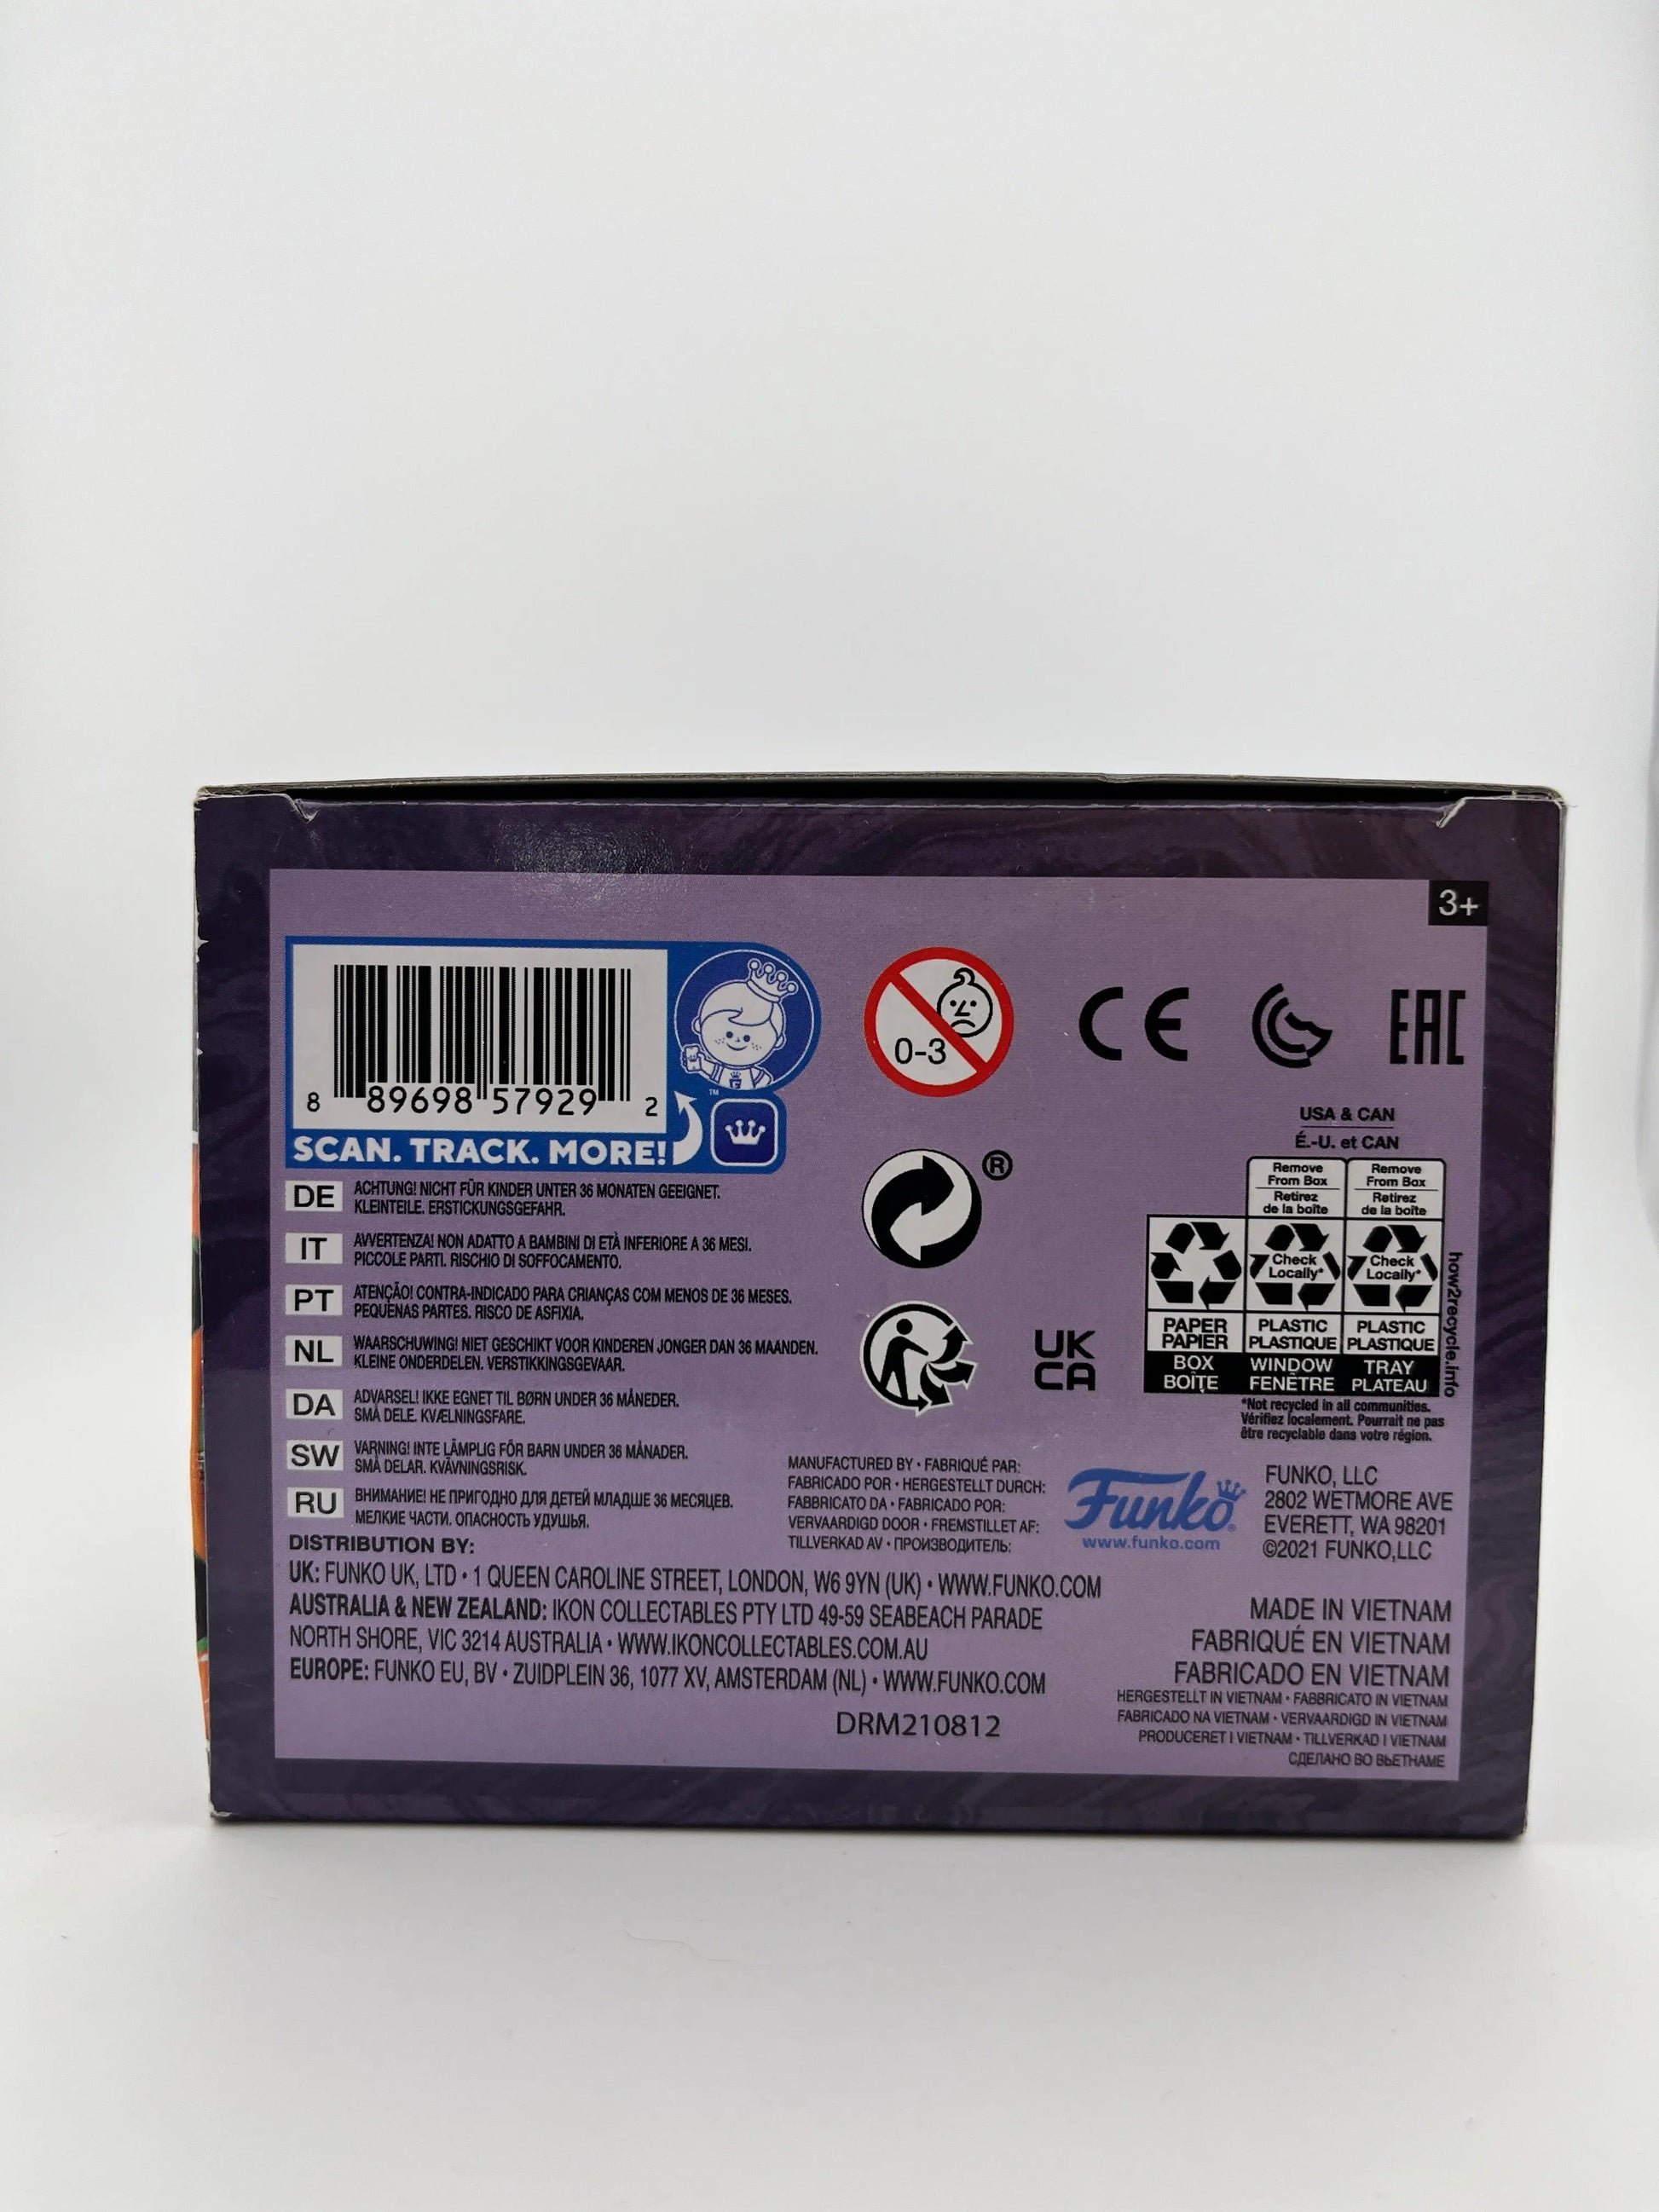 3+
8 89698 57929 2
SCAN. TRACK. MORE!
™
0-3
CE
EAC
USA & CAN
É.-U. et CAN
Remove
From Box
Retirez
de la boîte
Remove
From Box
Retirez
de la boîte
Check
Locally*
Check
Locally*
PAPER
PAPIER
PLASTIC
PLASTIQUE
PLASTIC
PLASTIQUE
BOX
BOÎTE
WINDOW
FENÊTRE
TRAY
PLATEAU
how2recycle.info
*Not recycled in all communities.
Vérifiez localement. Pourrait ne pas
être recyclable dans votre région.
®
UK
CA
DE ACHTUNG! NICHT FÜR KINDER UNTER 36 MONATEN GEEIGNET.
KLEINTEILE. ERSTICKUNGSGEFAHR.
IT AVVERTENZA! NON ADATTO A BAMBINI DI ETÀ INFERIORE A 36 MESI.
PICCOLE PARTI. RISCHIO DI SOFFOCAMENTO.
PT ATENÇÃO! CONTRA-INDICADO PARA CRIANÇAS COM MENOS DE 36 MESES.
PEQUENAS PARTES. RISCO DE ASFIXIA.
NL WAARSCHUWING! NIET GESCHIKT VOOR KINDEREN JONGER DAN 36 MAANDEN.
KLEINE ONDERDELEN. VERSTIKKINGSGEVAAR.
DA ADVARSEL! IKKE EGNET TIL BØRN UNDER 36 MÅNEDER.
SMÅ DELE. KVÆLNINGSFARE.
SW VARNING! INTE LÄMPLIG FÖR BARN UNDER 36 MÅNADER.
SMÅ DELAR. KVÄVNINGSRISK.
RU ВНИМАНИЕ! НЕ ПРИГОДНО ДЛЯ ДЕТЕЙ МЛАДШЕ 36 МЕСЯЦЕВ.
МЕЛКИЕ ЧАСТИ. ОПАСНОСТЬ УДУШЬЯ.
MANUFACTURED BY • FABRIQUÉ PAR:
FABRICADO POR • HERGESTELLT DURCH:
FABBRICATO DA • FABRICADO POR:
VERVAARDIGD DOOR • FREMSTILLET AF:
TILLVERKAD AV • ПРОИЗВОДИТЕЛЬ:
Funko®
www.funko.com
FUNKO, LLC
2802 WETMORE AVE
EVERETT, WA 98201
©2021 FUNKO,LLC
DISTRIBUTION BY:
UK: FUNKO UK, LTD • 1 QUEEN CAROLINE STREET, LONDON, W6 9YN (UK) • WWW.FUNKO.COM
AUSTRALIA & NEW ZEALAND: IKON COLLECTABLES PTY LTD 49-59 SEABEACH PARADE
NORTH SHORE, VIC 3214 AUSTRALIA • WWW.IKONCOLLECTABLES.COM.AU
EUROPE: FUNKO EU, BV • ZUIDPLEIN 36, 1077 XV, AMSTERDAM (NL) • WWW.FUNKO.COM
DRM210812
MADE IN VIETNAM
FABRIQUÉ EN VIETNAM
FABRICADO EN VIETNAM
HERGESTELLT IN VIETNAM • FABBRICATO IN VIETNAM
FABRICADO NA VIETNAM • VERVAARDIGD IN VIETNAM
PRODUCERET I VIETNAM • TILLVERKAD I VIETNAM
СДЕЛАНО ВО ВЬЕТНАМЕ